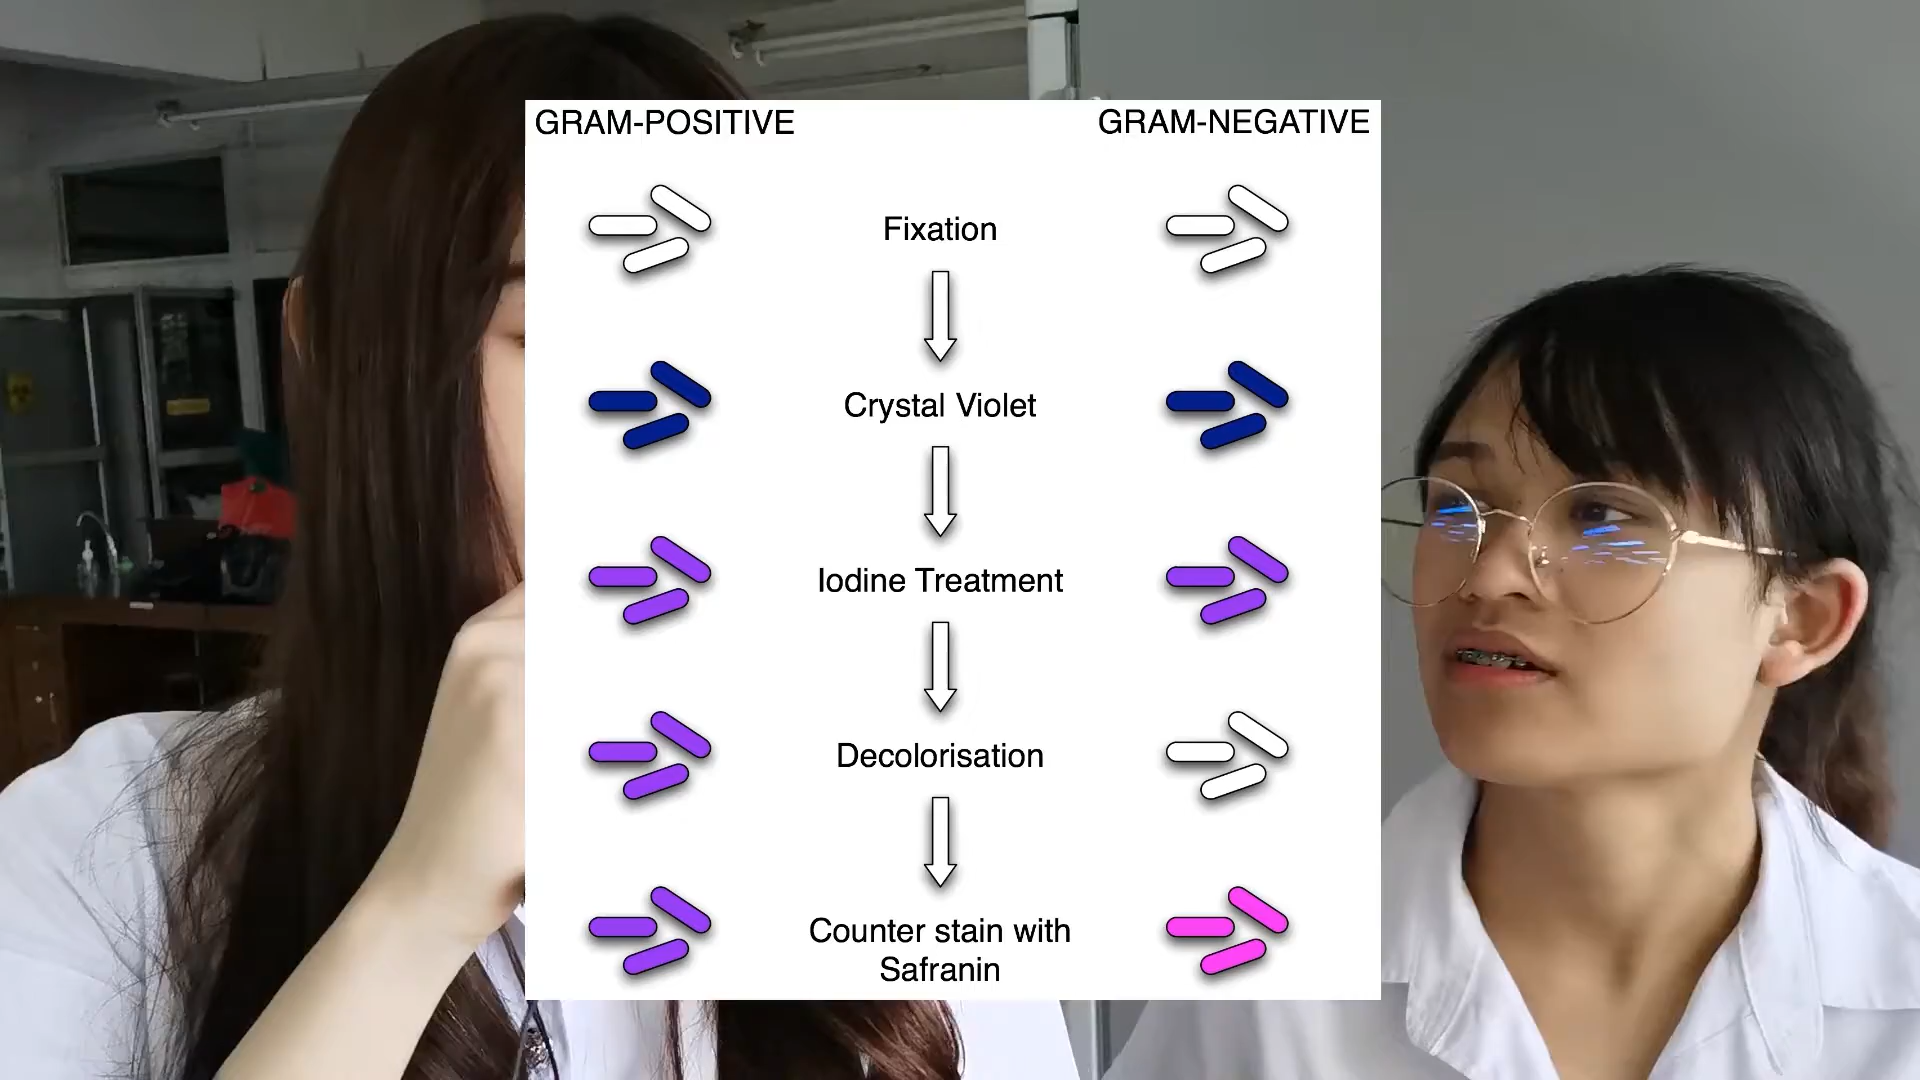 GRAM-POSITIVE
GRAM-NEGATIVE
Fixation
Crystal Violet
Iodine Treatment
Decolorisation
Counter stain with
Safranin